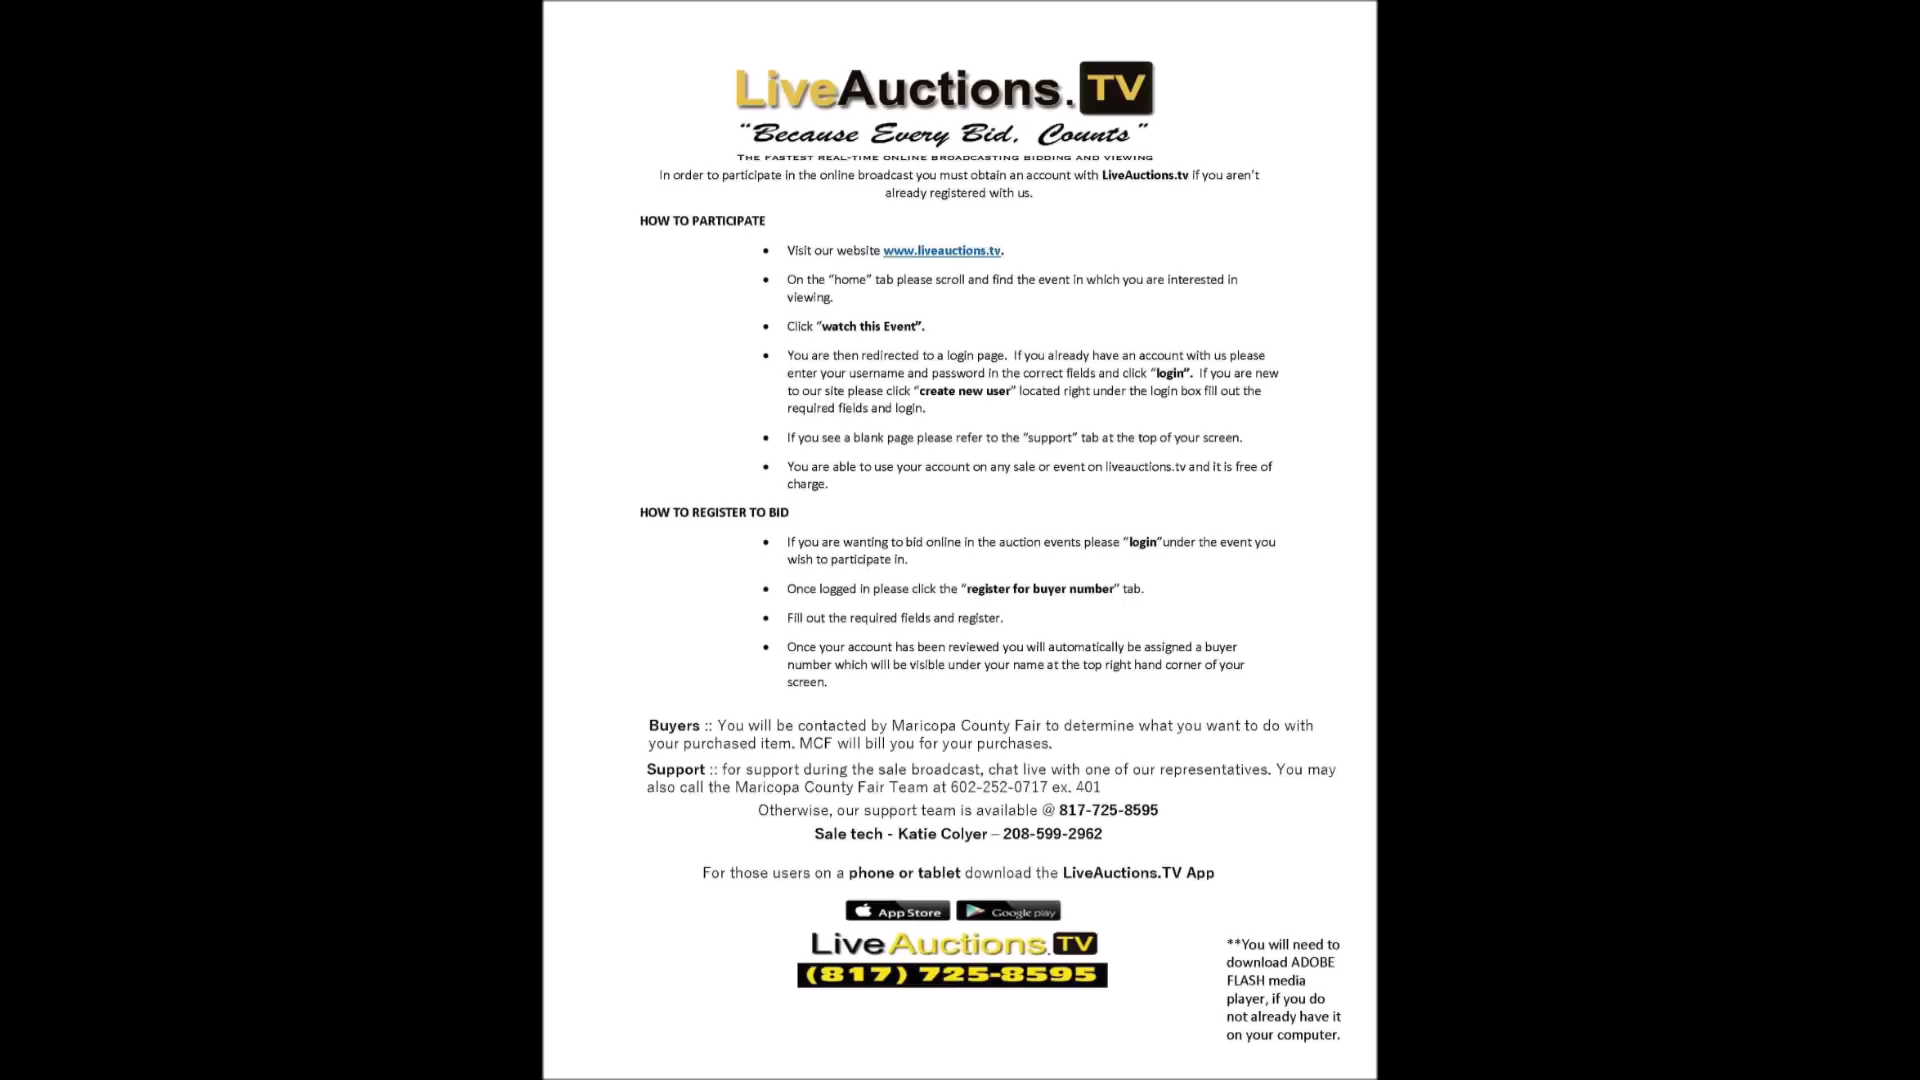 LiveAuctions.TV
“Because Every Bid, Counts”
THE FASTEST REAL-TIME ONLINE BROADCASTING BIDDING AND VIEWING
In order to participate in the online broadcast you must obtain an account with LiveAuctions.tv if you aren’t
already registered with us.
HOW TO PARTICIPATE
• Visit our website www.liveauctions.tv.
• On the “home” tab please scroll and find the event in which you are interested in
viewing.
• Click “watch this Event”.
• You are then redirected to a login page.  If you already have an account with us please
enter your username and password in the correct fields and click “login”.  If you are new
to our site please click “create new user” located right under the login box fill out the
required fields and login.
• If you see a blank page please refer to the “support” tab at the top of your screen.
• You are able to use your account on any sale or event on liveauctions.tv and it is free of
charge.
HOW TO REGISTER TO BID
• If you are wanting to bid online in the auction events please “login”under the event you
wish to participate in.
• Once logged in please click the “register for buyer number” tab.
• Fill out the required fields and register.
• Once your account has been reviewed you will automatically be assigned a buyer
number which will be visible under your name at the top right hand corner of your
screen.
Buyers :: You will be contacted by Maricopa County Fair to determine what you want to do with
your purchased item. MCF will bill you for your purchases.
Support :: for support during the sale broadcast, chat live with one of our representatives. You may
also call the Maricopa County Fair Team at 602-252-0717 ex. 401
Otherwise, our support team is available @ 817-725-8595
Sale tech - Katie Colyer – 208-599-2962
For those users on a phone or tablet download the LiveAuctions.TV App
App Store Google play
LiveAuctions.TV
(817) 725-8595
**You will need to
download ADOBE
FLASH media
player, if you do
not already have it
on your computer.